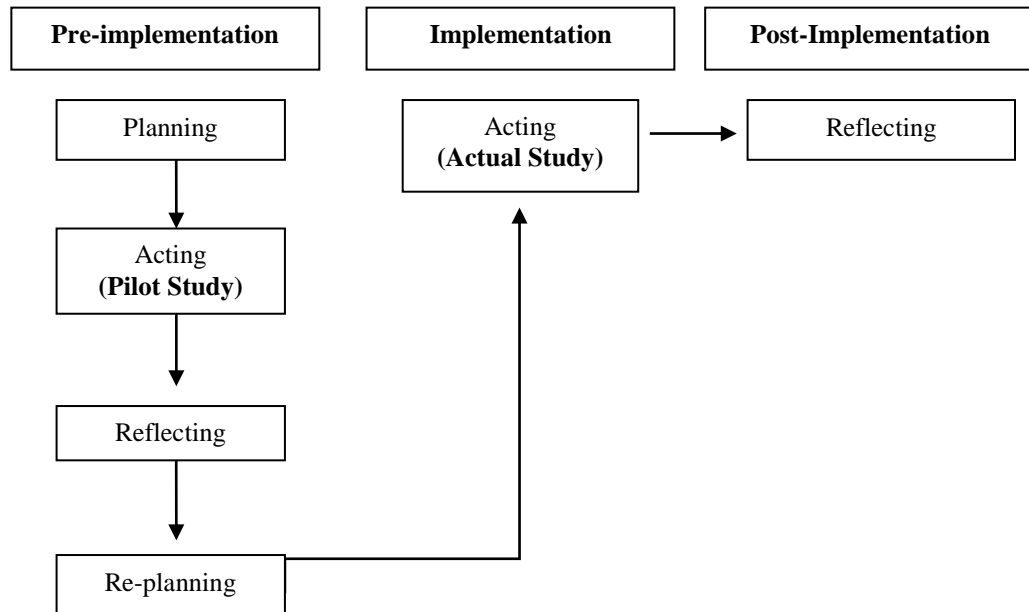 Pre-implementation
Implementation
Post-Implementation
Planning
Acting
(Pilot Study)
Reflecting
Re-planning
Acting
(Actual Study)
Reflecting